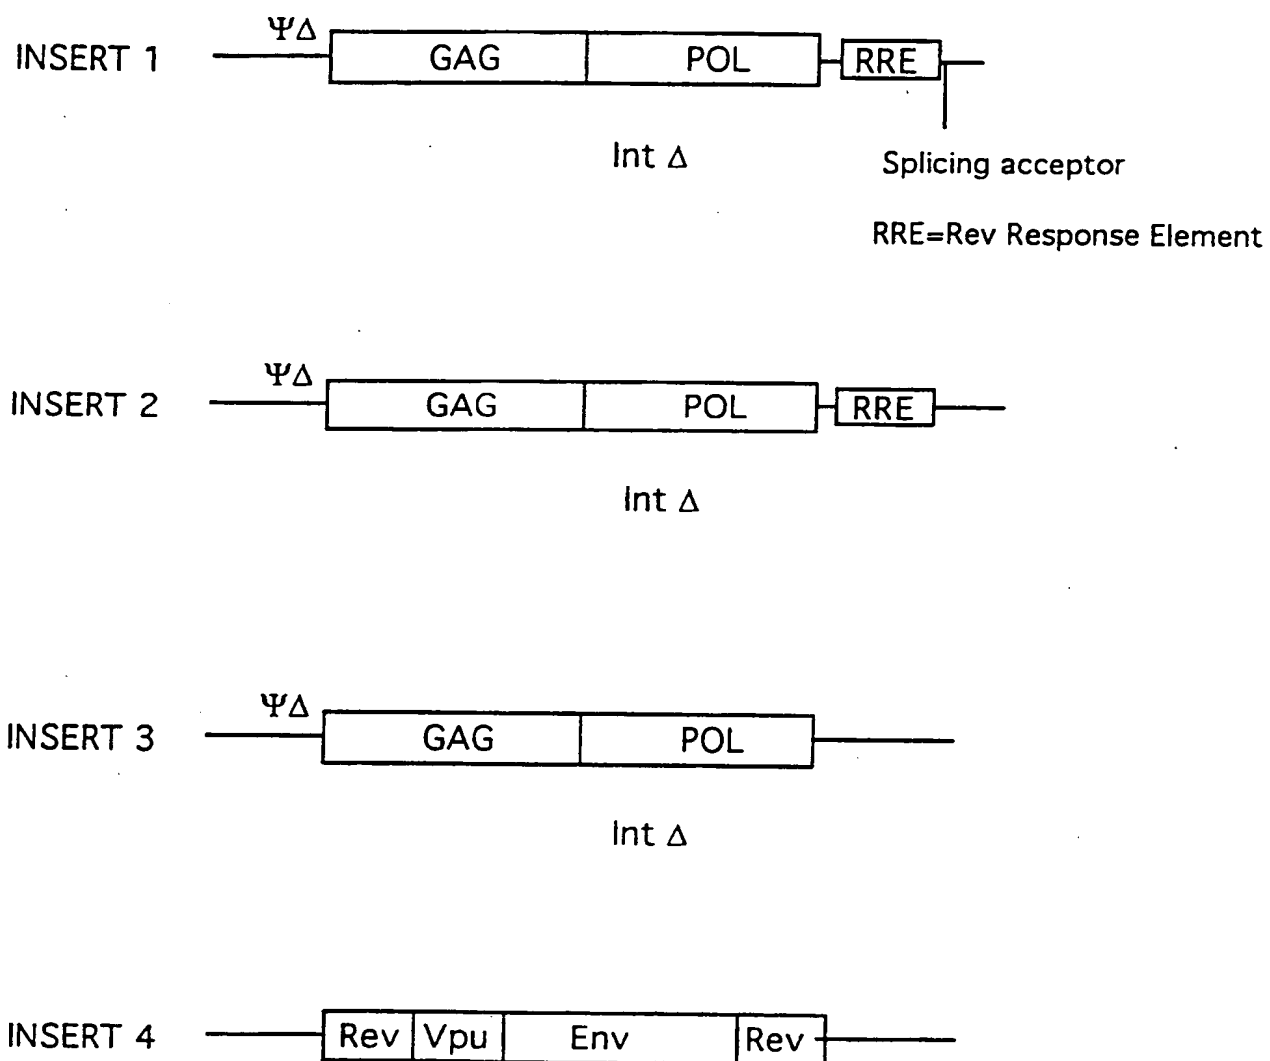 INSERT 1 ΨΔ GAG POL RRE
Int Δ Splicing acceptor
RRE=Rev Response Element
INSERT 2 ΨΔ GAG POL RRE
Int Δ
INSERT 3 ΨΔ GAG POL
Int Δ
INSERT 4 Rev Vpu Env Rev